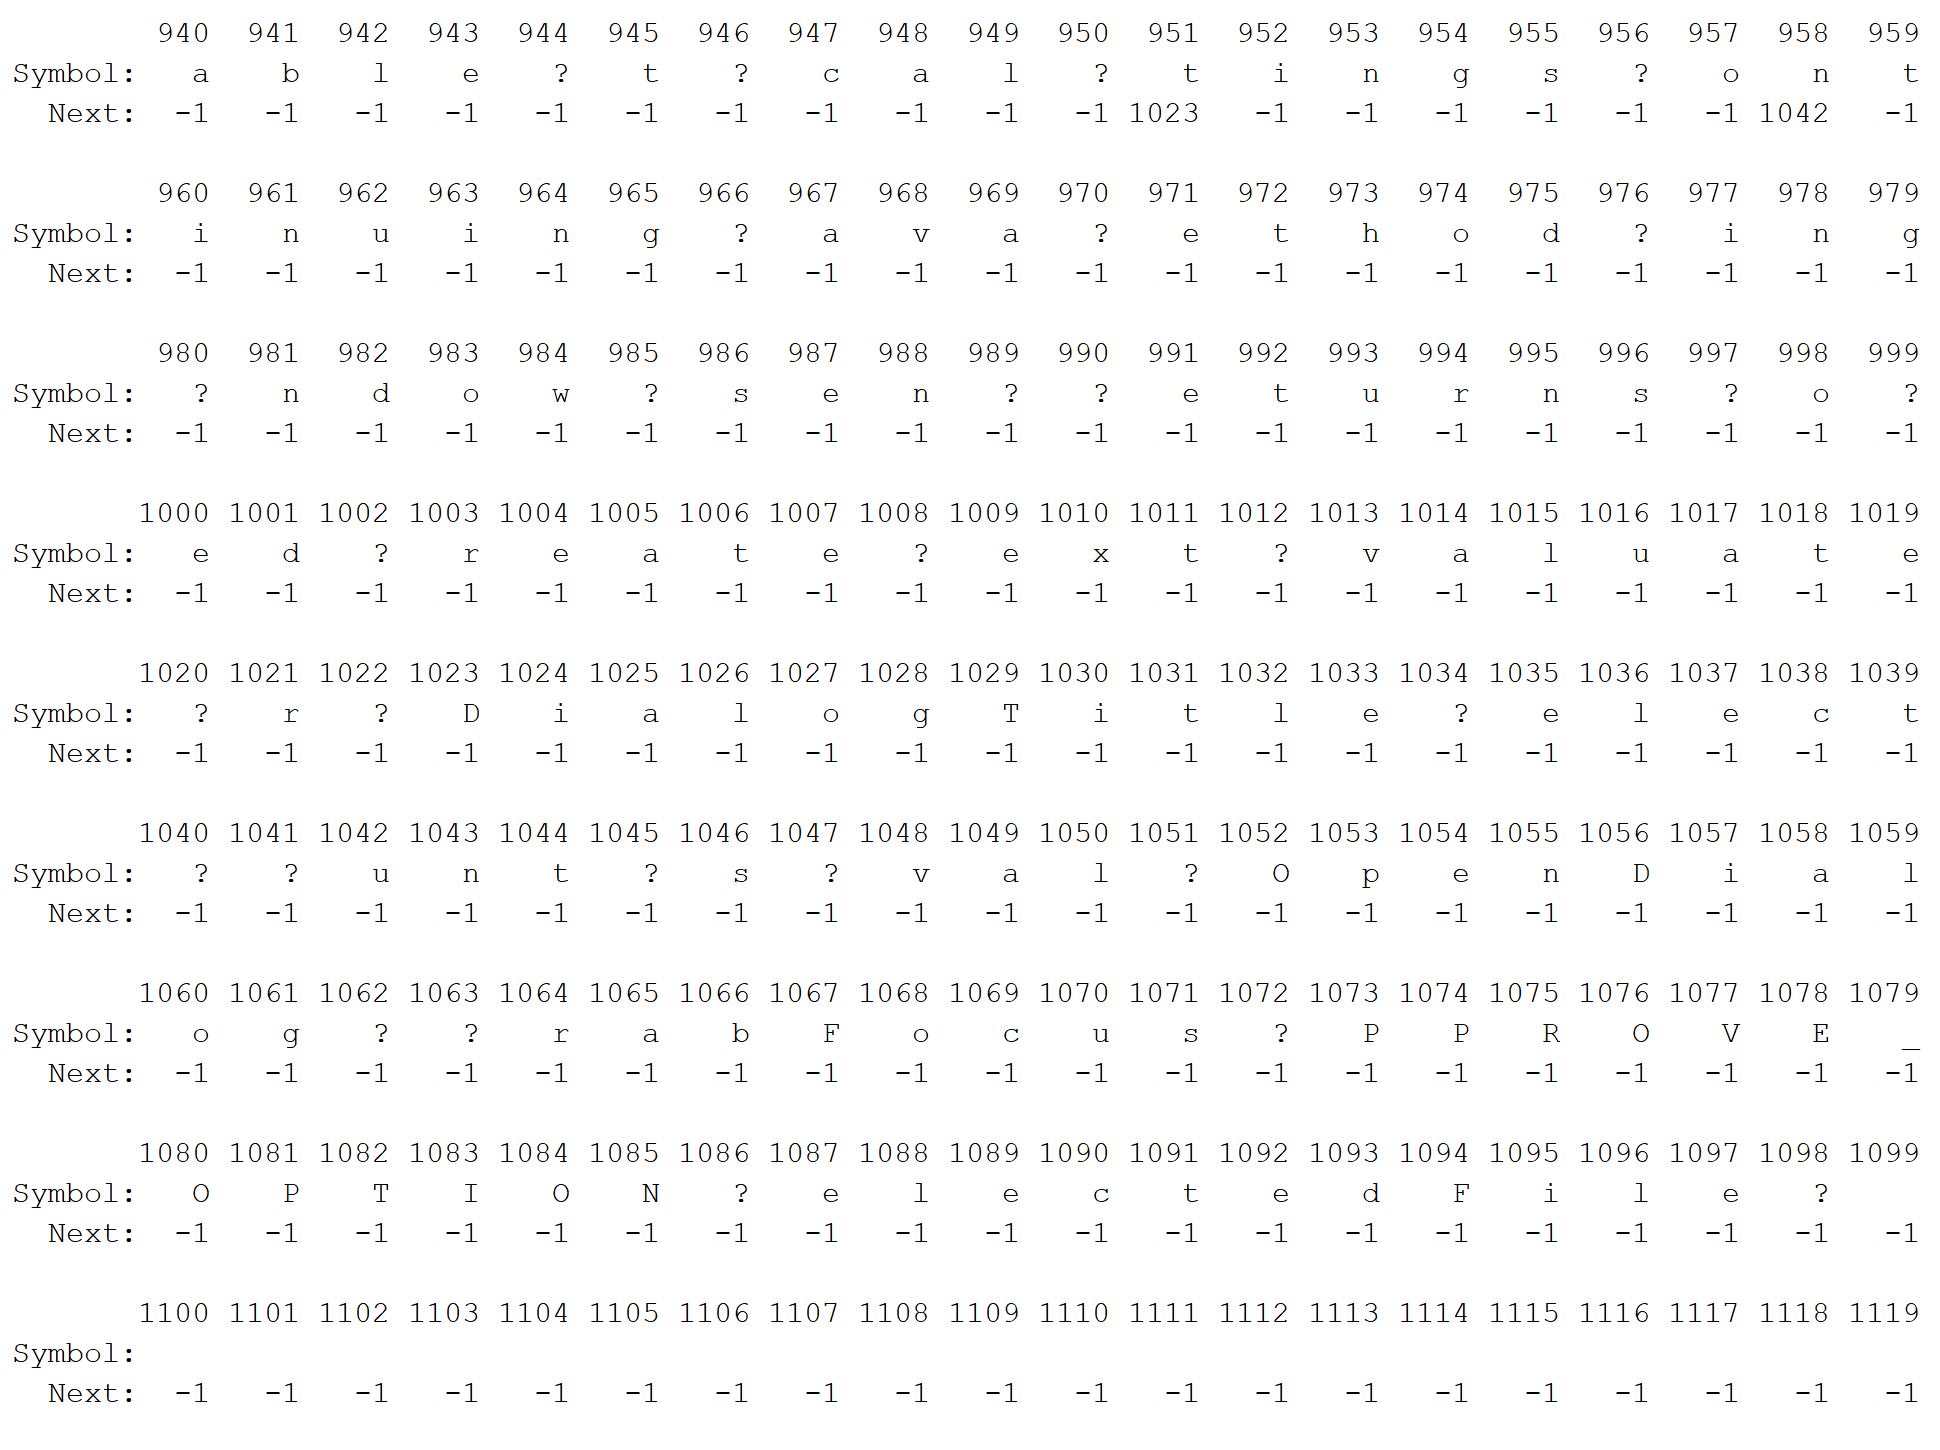 940 941 942 943 944 945 946 947 948 949 950 951 952 953 954 955 956 957 958 959
Symbol: a b l e ? t ? c a l ? t i n g s ? o n t
Next: -1 -1 -1 -1 -1 -1 -1 -1 -1 -1 -1 1023 -1 -1 -1 -1 -1 -1 1042 -1
960 961 962 963 964 965 966 967 968 969 970 971 972 973 974 975 976 977 978 979
Symbol: i n u i n g ? a v a ? e t h o d ? i n g
Next: -1 -1 -1 -1 -1 -1 -1 -1 -1 -1 -1 -1 -1 -1 -1 -1 -1 -1 -1 -1
980 981 982 983 984 985 986 987 988 989 990 991 992 993 994 995 996 997 998 999
Symbol: ? n d o w ? s e n ? ? e t u r n s ? o ?
Next: -1 -1 -1 -1 -1 -1 -1 -1 -1 -1 -1 -1 -1 -1 -1 -1 -1 -1 -1 -1
1000 1001 1002 1003 1004 1005 1006 1007 1008 1009 1010 1011 1012 1013 1014 1015 1016 1017 1018 1019
Symbol: e d ? r e a t e ? e x t ? v a l u a t e
Next: -1 -1 -1 -1 -1 -1 -1 -1 -1 -1 -1 -1 -1 -1 -1 -1 -1 -1 -1 -1
1020 1021 1022 1023 1024 1025 1026 1027 1028 1029 1030 1031 1032 1033 1034 1035 1036 1037 1038 1039
Symbol: ? r ? D i a l o g T i t l e ? e l e c t
Next: -1 -1 -1 -1 -1 -1 -1 -1 -1 -1 -1 -1 -1 -1 -1 -1 -1 -1 -1 -1
1040 1041 1042 1043 1044 1045 1046 1047 1048 1049 1050 1051 1052 1053 1054 1055 1056 1057 1058 1059
Symbol: ? ? u n t ? s ? v a l ? O p e n D i a l
Next: -1 -1 -1 -1 -1 -1 -1 -1 -1 -1 -1 -1 -1 -1 -1 -1 -1 -1 -1 -1
1060 1061 1062 1063 1064 1065 1066 1067 1068 1069 1070 1071 1072 1073 1074 1075 1076 1077 1078 1079
Symbol: o g ? ? r a b F o c u s ? P P R O V E _
Next: -1 -1 -1 -1 -1 -1 -1 -1 -1 -1 -1 -1 -1 -1 -1 -1 -1 -1 -1 -1
1080 1081 1082 1083 1084 1085 1086 1087 1088 1089 1090 1091 1092 1093 1094 1095 1096 1097 1098 1099
Symbol: O P T I O N ? e l e c t e d F i l e ?
Next: -1 -1 -1 -1 -1 -1 -1 -1 -1 -1 -1 -1 -1 -1 -1 -1 -1 -1 -1 -1
1100 1101 1102 1103 1104 1105 1106 1107 1108 1109 1110 1111 1112 1113 1114 1115 1116 1117 1118 1119
Symbol:
Next: -1 -1 -1 -1 -1 -1 -1 -1 -1 -1 -1 -1 -1 -1 -1 -1 -1 -1 -1 -1